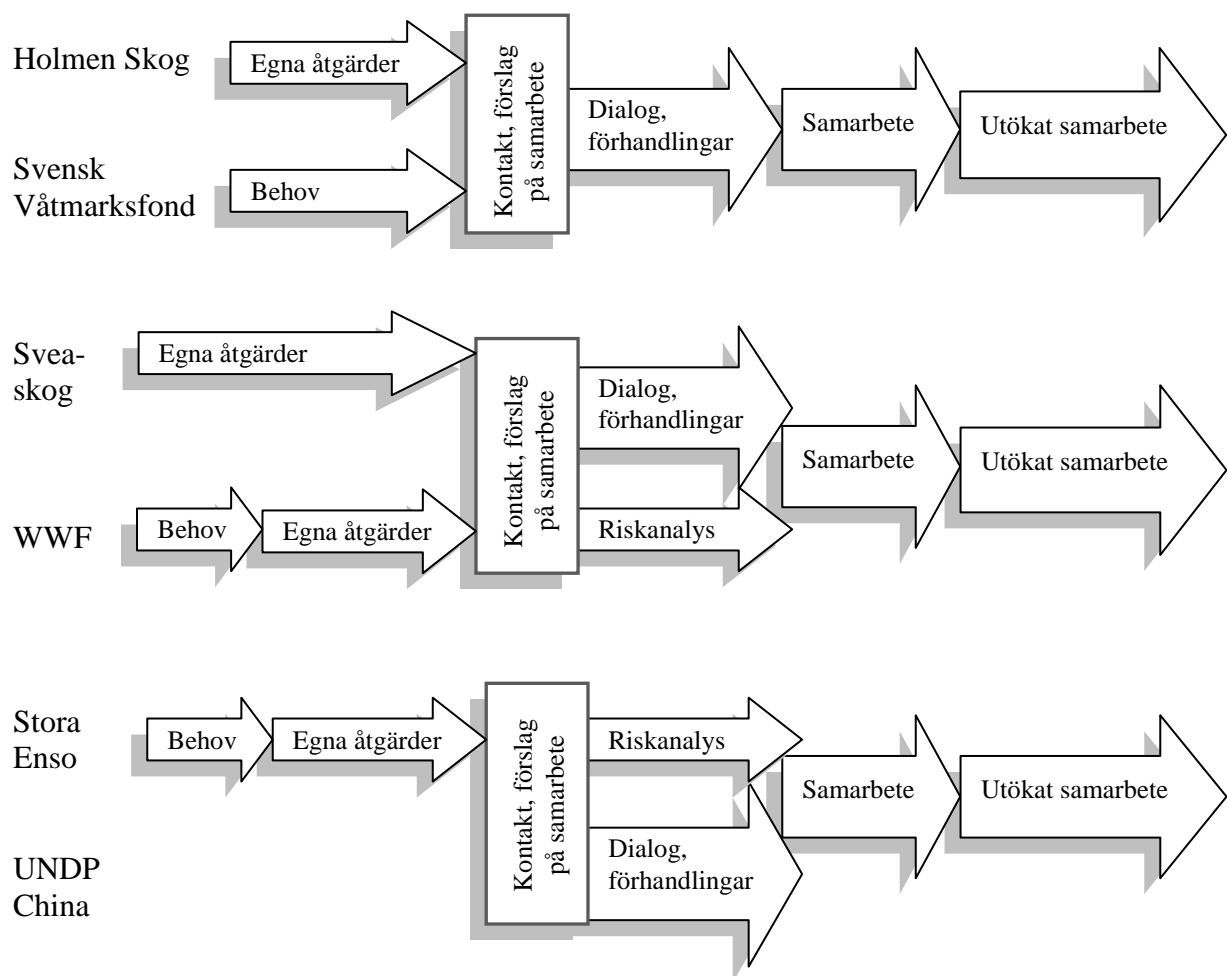 Holmen Skog
Egna åtgärder
Svensk
Våtmarksfond
Behov
Kontakt, förslag
på samarbete
Dialog,
förhandlingar
Samarbete
Utökat samarbete
Svea-
skog
Egna åtgärder
WWF
Behov
Egna åtgärder
Kontakt, förslag
på samarbete
Dialog,
förhandlingar
Riskanalys
Samarbete
Utökat samarbete
Stora
Enso
Behov
Egna åtgärder
UNDP
China
Kontakt, förslag
på samarbete
Riskanalys
Dialog,
förhandlingar
Samarbete
Utökat samarbete